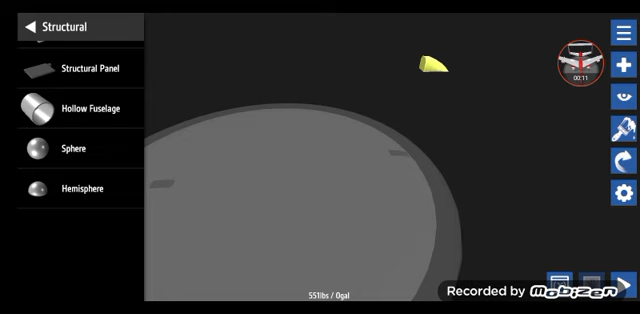 Structural
Structural Panel
Hollow Fuselage
Sphere
Hemisphere
00:11
551lbs / 0gal
Recorded by Mobizen